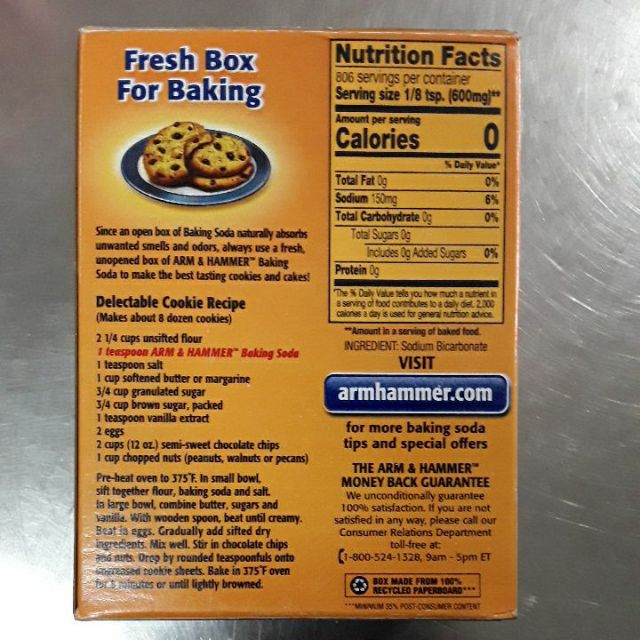 Fresh Box
For Baking
Since an open box of Baking Soda naturally absorbs
unwanted smells and odors, always use a fresh,
unopened box of ARM & HAMMER™ Baking
Soda to make the best tasting cookies and cakes!
Delectable Cookie Recipe
(Makes about 8 dozen cookies)
2 1/4 cups unsifted flour
1 teaspoon ARM & HAMMER™ Baking Soda
1 teaspoon salt
1 cup softened butter or margarine
3/4 cup granulated sugar
3/4 cup brown sugar, packed
1 teaspoon vanilla extract
2 eggs
2 cups (12 oz.) semi-sweet chocolate chips
1 cup chopped nuts (peanuts, walnuts or pecans)
Pre-heat oven to 375°F. In small bowl,
sift together flour, baking soda and salt.
In large bowl, combine butter, sugars and
vanilla. With wooden spoon, beat until creamy.
Beat in eggs. Gradually add sifted dry
ingredients. Mix well. Stir in chocolate chips
and nuts. Drop by rounded teaspoonfuls onto
ungreased cookie sheets. Bake in 375°F oven
for 8 minutes or until lightly browned.
Nutrition Facts
806 servings per container
Serving size 1/8 tsp. (600mg)**
Amount per serving
Calories 0
% Daily Value*
Total Fat 0g 0%
Sodium 150mg 6%
Total Carbohydrate 0g 0%
Total Sugars 0g
Includes 0g Added Sugars 0%
Protein 0g
*The % Daily Value tells you how much a nutrient in
a serving of food contributes to a daily diet. 2,000
calories a day is used for general nutrition advice.
**Amount in a serving of baked food.
INGREDIENT: Sodium Bicarbonate
VISIT
armhammer.com
for more baking soda
tips and special offers
THE ARM & HAMMER™
MONEY BACK GUARANTEE
We unconditionally guarantee
100% satisfaction. If you are not
satisfied in any way, please call our
Consumer Relations Department
toll-free at:
1-800-524-1328, 9am - 5pm ET
BOX MADE FROM 100%
RECYCLED PAPERBOARD***
***MINIMUM 35% POST-CONSUMER CONTENT